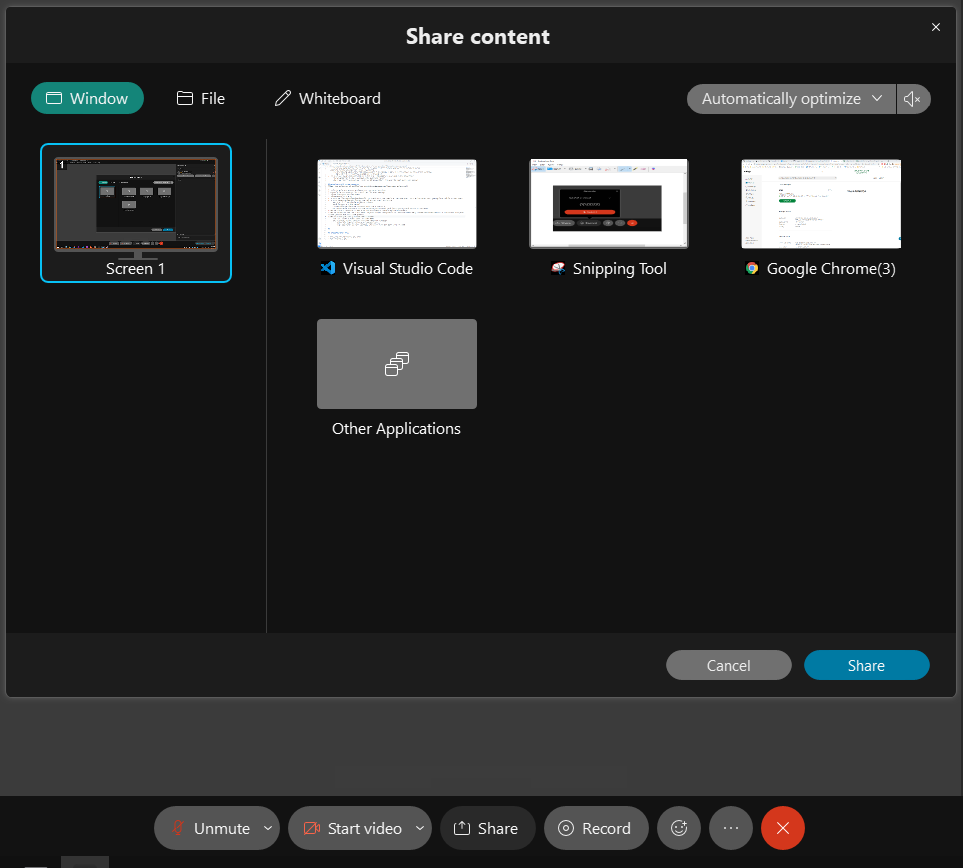 Share content
Window
File
Whiteboard
Automatically optimize
1
Screen 1
Visual Studio Code
Snipping Tool
Google Chrome(3)
Other Applications
Cancel
Share
Unmute
Start video
Share
Record